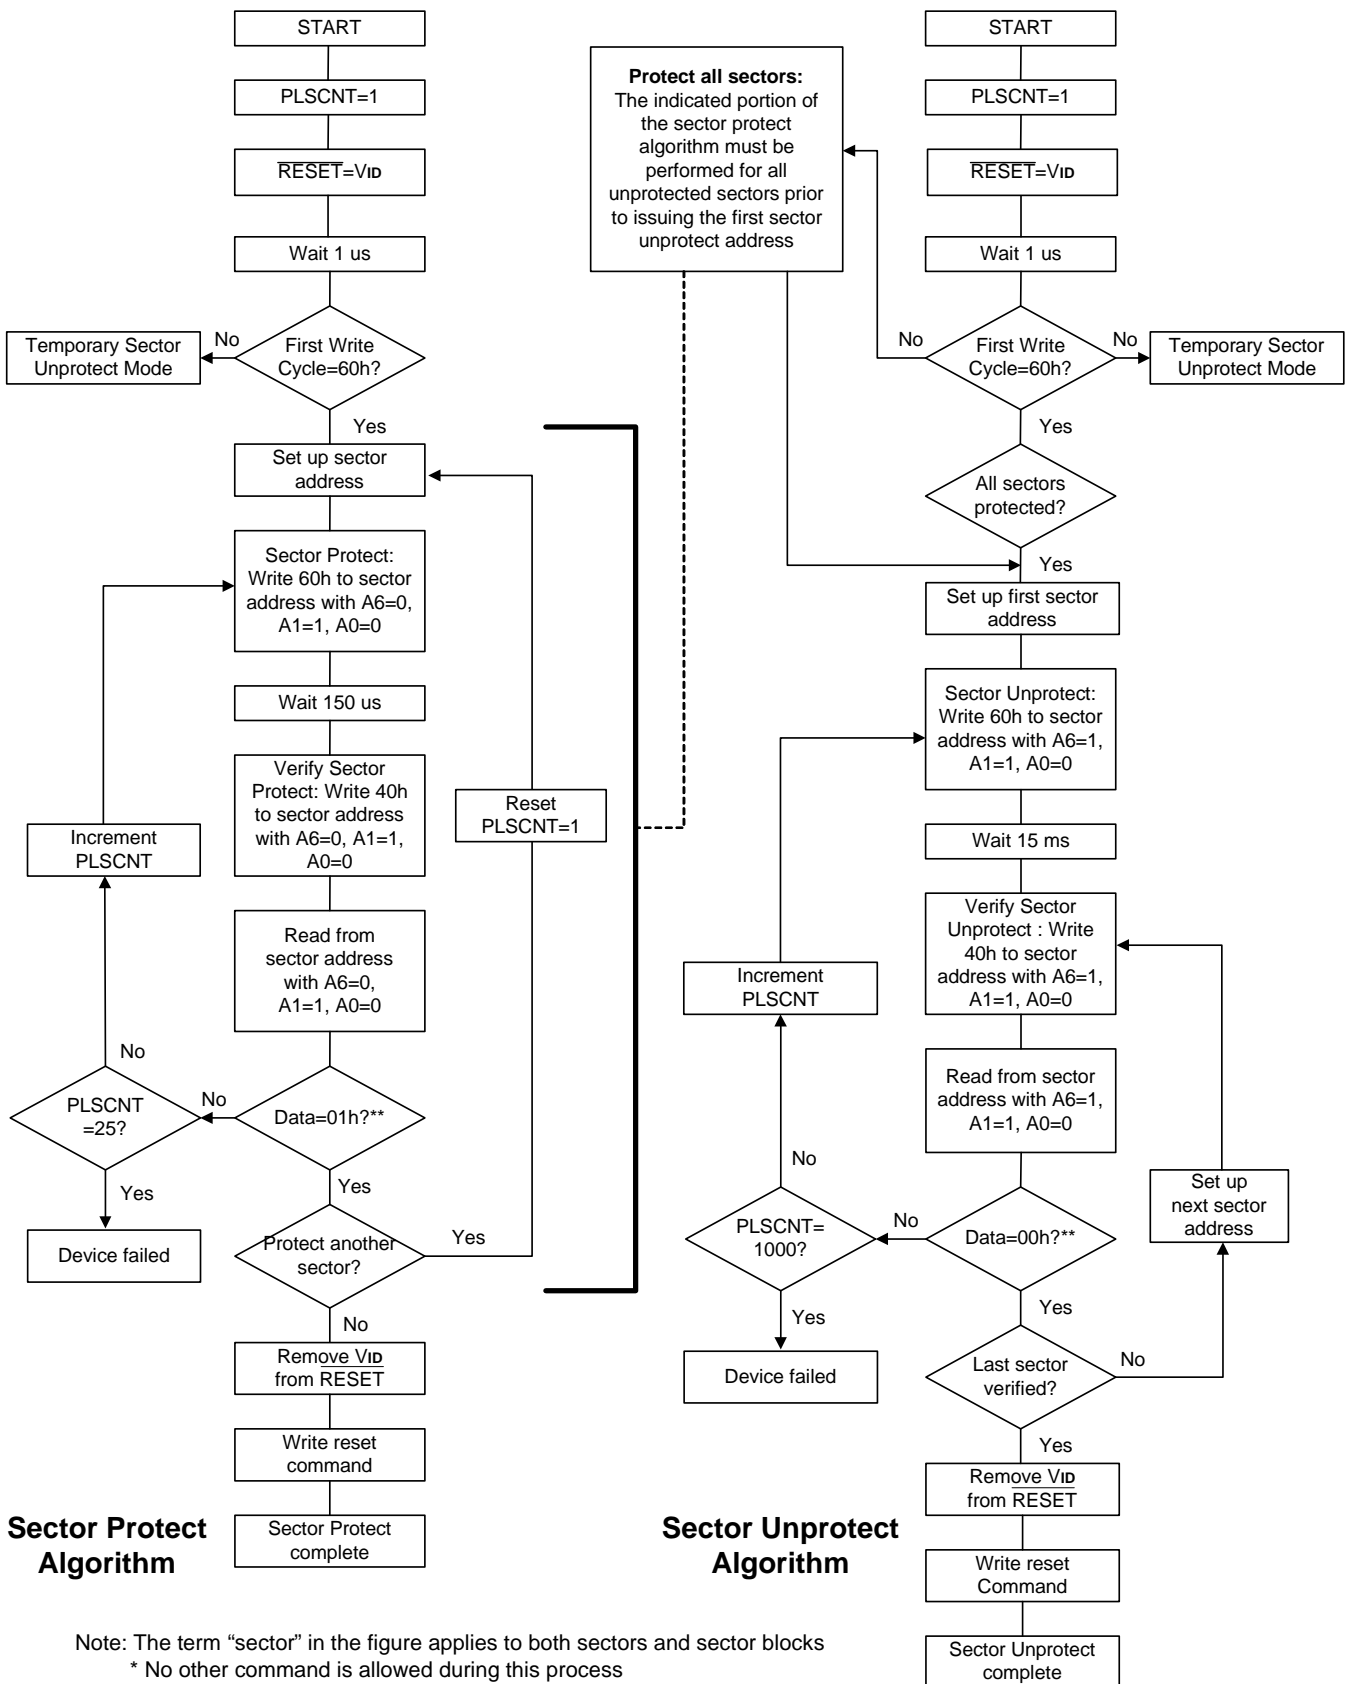 START
PLSCNT=1
RESET=VID
Wait 1 us
First Write
Cycle=60h?
No
Temporary Sector
Unprotect Mode
Yes
Set up sector
address
Sector Protect:
Write 60h to sector
address with A6=0,
A1=1, A0=0
Wait 150 us
Verify Sector
Protect: Write 40h
to sector address
with A6=0, A1=1,
A0=0
Reset
PLSCNT=1
Increment
PLSCNT
Read from
sector address
with A6=0,
A1=1, A0=0
No
PLSCNT
=25?
No
Data=01h?**
Yes
Device failed
Yes
Protect another
sector?
Yes
No
Remove VID
from RESET
Write reset
command
Sector Protect
complete
Sector Protect
Algorithm
Protect all sectors:
The indicated portion of
the sector protect
algorithm must be
performed for all
unprotected sectors prior
to issuing the first sector
unprotect address
START
PLSCNT=1
RESET=VID
Wait 1 us
No
First Write
Cycle=60h?
No
Temporary Sector
Unprotect Mode
Yes
All sectors
protected?
Yes
Set up first sector
address
Sector Unprotect:
Write 60h to sector
address with A6=1,
A1=1, A0=0
Wait 15 ms
Verify Sector
Unprotect : Write
40h to sector
address with A6=1,
A1=1, A0=0
Increment
PLSCNT
Read from sector
address with A6=1,
A1=1, A0=0
No
PLSCNT=
1000?
No
Data=00h?**
Set up
next sector
address
Yes
Device failed
Yes
Last sector
verified?
No
Yes
Remove VID
from RESET
Write reset
Command
Sector Unprotect
complete
Sector Unprotect
Algorithm
Note: The term “sector” in the figure applies to both sectors and sector blocks
* No other command is allowed during this process